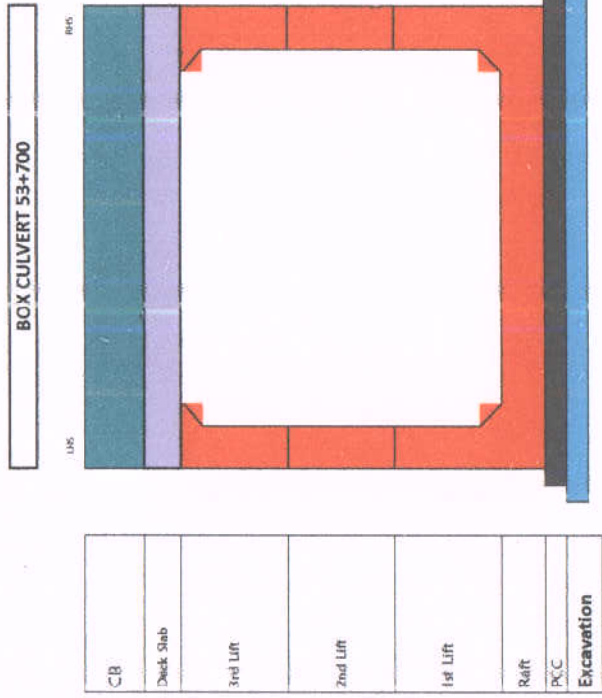 BOX CULVERT 53+700
LHS
RHS
CB
Deck Slab
3rd Lift
2nd Lift
1st Lift
Raft
PCC
Excavation